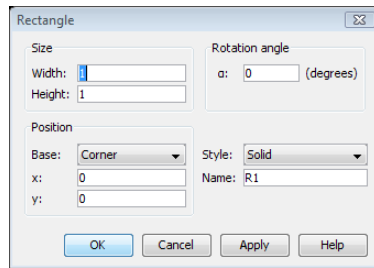 Rectangle
Size
Width: 1
Height: 1
Rotation angle
α: 0 (degrees)
Position
Base: Corner
x: 0
y: 0
Style: Solid
Name: R1
OK Cancel Apply Help